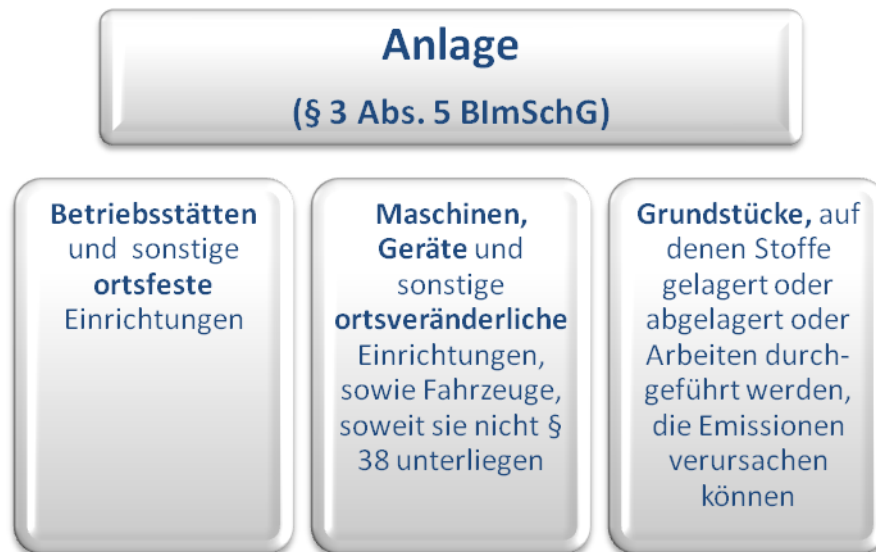 Anlage
(§ 3 Abs. 5 BImSchG)
Betriebsstätten
und sonstige
ortsfeste
Einrichtungen
Maschinen,
Geräte und
sonstige
ortsveränderliche
Einrichtungen,
sowie Fahrzeuge,
soweit sie nicht §
38 unterliegen
Grundstücke, auf
denen Stoffe
gelagert oder
abgelagert oder
Arbeiten durch-
geführt werden,
die Emissionen
verursachen
können